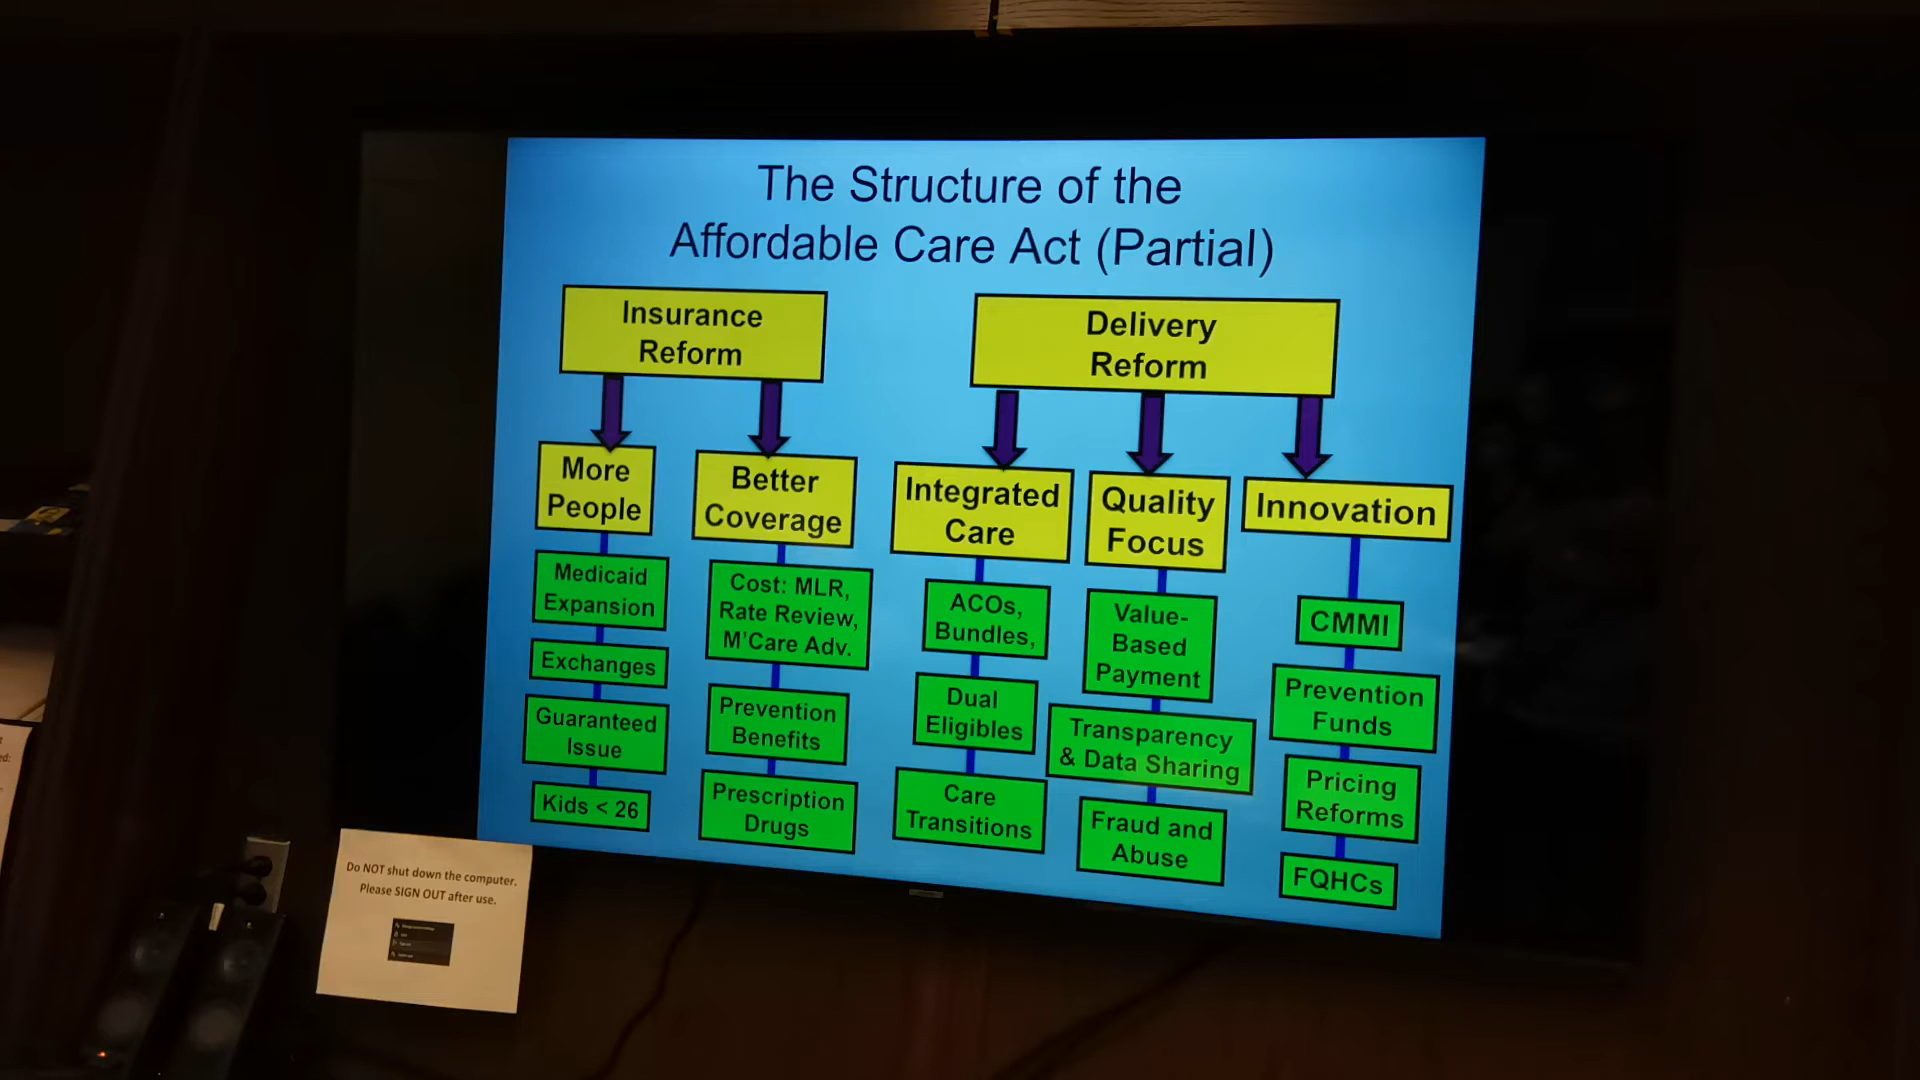 The Structure of the
Affordable Care Act (Partial)
Insurance
Reform
Delivery
Reform
More
People
Better
Coverage
Integrated
Care
Quality
Focus
Innovation
Medicaid
Expansion
Exchanges
Guaranteed
Issue
Kids < 26
Cost: MLR,
Rate Review,
M'Care Adv.
Prevention
Benefits
Prescription
Drugs
ACOs,
Bundles,
Dual
Eligibles
Care
Transitions
Value-
Based
Payment
Transparency
& Data Sharing
Fraud and
Abuse
CMMI
Prevention
Funds
Pricing
Reforms
FQHCs
Do NOT shut down the computer.
Please SIGN OUT after use.